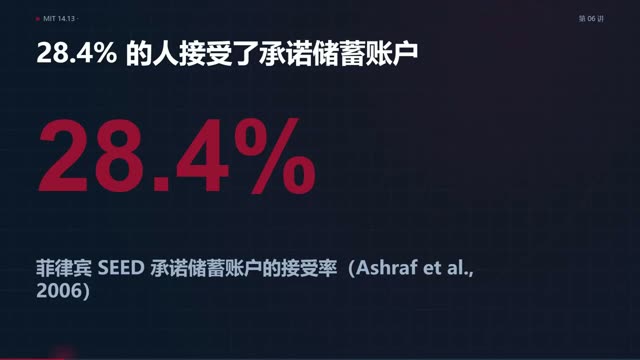 MIT 14.13 ·
第 06 讲
28.4% 的人接受了承诺储蓄账户
28.4%
菲律宾 SEED 承诺储蓄账户的接受率（Ashraf et al.,
2006）